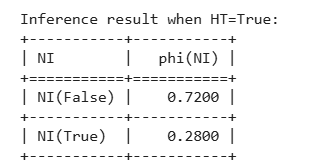 Inference result when HT=True:
+-----------+-----------+
| NI        |   phi(NI) |
+===========+===========+
| NI(False) |    0.7200 |
+-----------+-----------+
| NI(True)  |    0.2800 |
+-----------+-----------+